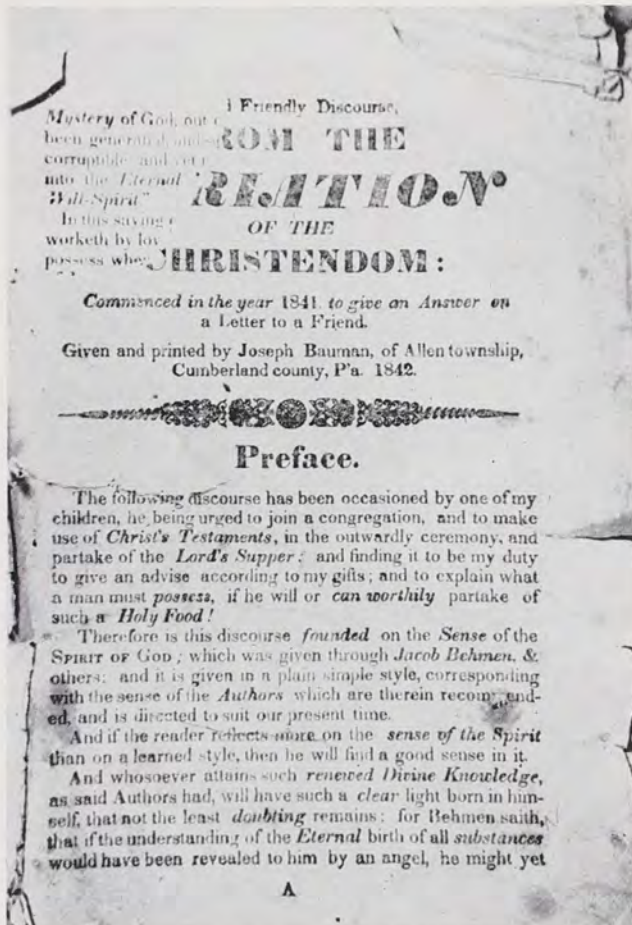 Friendly Discourse,
Mystery of God, not
been generat
ROM THE
corruptible and yet
into the Eternal
RIATION
Will-Spirit"
In this saying
OF THE
worketh by lov
possess whe
CHRISTENDOM:
Commenced in the year 1841. to give an Answer on
a Letter to a Friend.
Given and printed by Joseph Bauman, of Allen township,
Cumberland county, P'a. 1842.
Preface.
The following discourse has been occasioned by one of my
children, he being urged to join a congregation, and to make
use of Christ's Testaments, in the outwardly ceremony, and
partake of the Lord's Supper; and finding it to be my duty
to give an advise according to my gifts; and to explain what
a man must possess, if he will or can worthily partake of
such a Holy Food!
Therefore is this discourse founded on the Sense of the
SPIRIT OF GOD; which was given through Jacob Behmen, &
others; and it is given in a plain simple style, corresponding
with the sense of the Authors which are therein recommend-
ed, and is directed to suit our present time.
And if the reader reflects more on the sense of the Spirit
than on a learned style, then he will find a good sense in it.
And whosoever attains such renewed Divine Knowledge,
as said Authors had, will have such a clear light born in him-
self, that not the least doubting remains; for Behmen saith,
that if the understanding of the Eternal birth of all substances
would have been revealed to him by an angel, he might yet
A